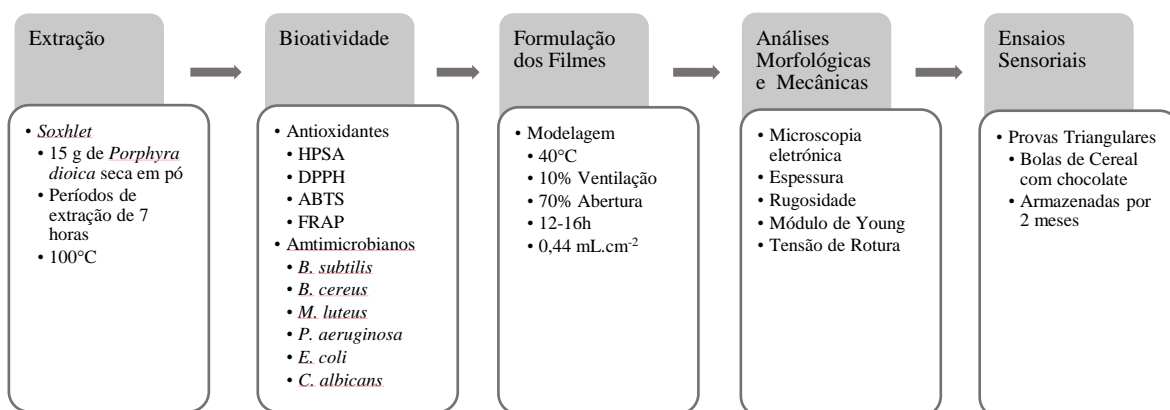 Extração
• Soxhlet
• 15 g de Porphyra
dioica seca em pó
• Períodos de
extração de 7
horas
• 100°C
Bioatividade
• Antioxidantes
• HPSA
• DPPH
• ABTS
• FRAP
• Amtimicrobianos
• B. subtilis
• B. cereus
• M. luteus
• P. aeruginosa
• E. coli
• C. albicans
Formulação
dos Filmes
• Modelagem
• 40°C
• 10% Ventilação
• 70% Abertura
• 12-16h
• 0,44 mL.cm-2
Análises
Morfológicas
e Mecânicas
• Microscopia
eletrónica
• Espessura
• Rugosidade
• Módulo de Young
• Tensão de Rotura
Ensaios
Sensoriais
• Provas Triangulares
• Bolas de Cereal
com chocolate
• Armazenadas por
2 meses